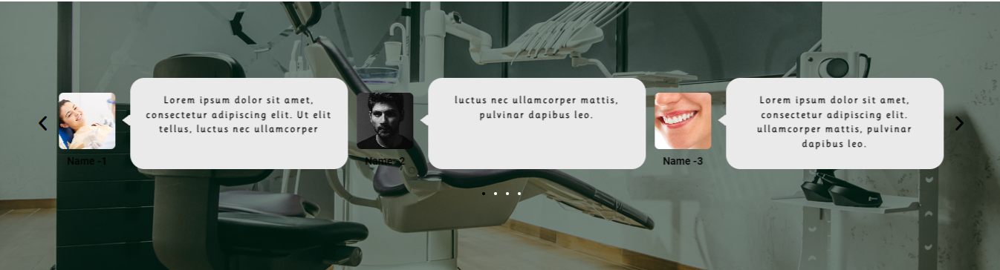 Lorem ipsum dolor sit amet,
consectetur adipiscing elit. Ut elit
tellus, luctus nec ullamcorper
Name -1
luctus nec ullamcorper mattis,
pulvinar dapibus leo.
Name -2
Lorem ipsum dolor sit amet,
consectetur adipiscing elit.
ullamcorper mattis, pulvinar
dapibus leo.
Name -3